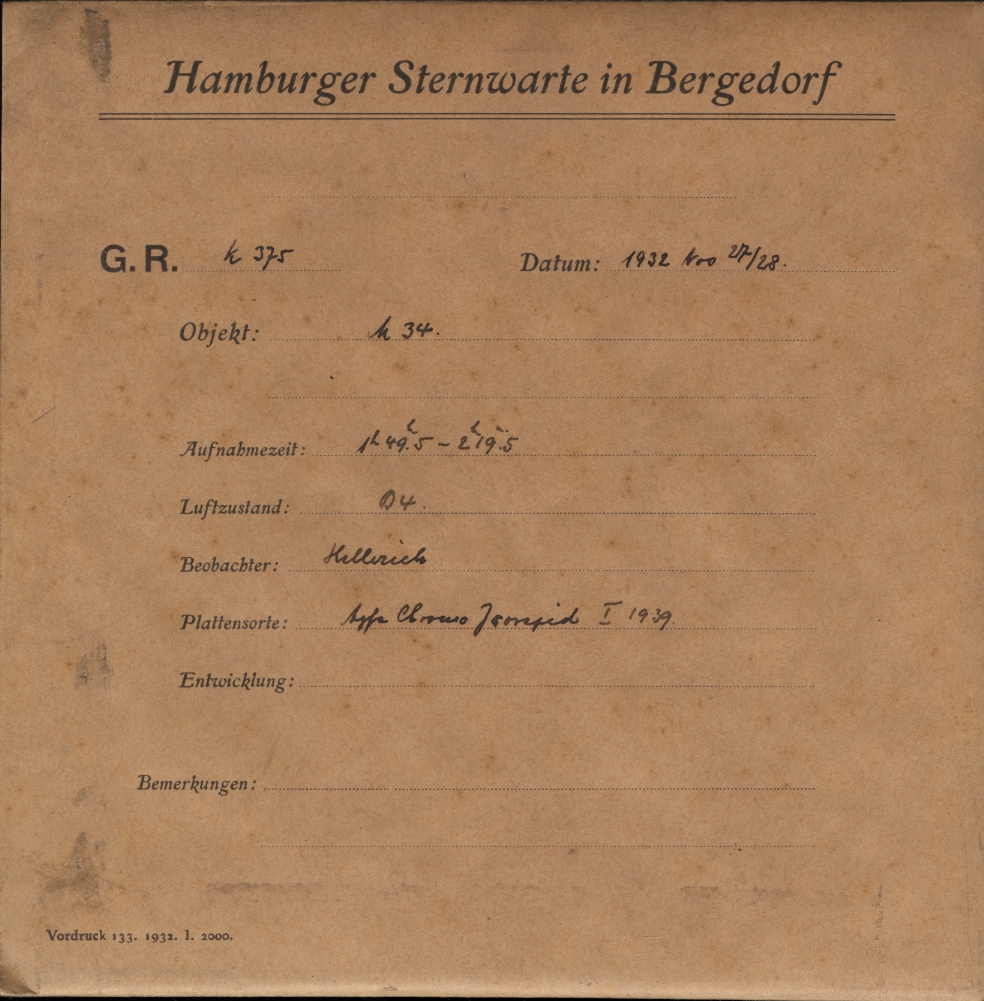 Hamburger Sternwarte in Bergedorf
G. R. K 375 Datum: 1932 Nov 27/28.
Objekt: M 34.
Aufnahmezeit: 1h 49.5 – 2h 19.5
Luftzustand: 4.
Beobachter: Hellerich
Plattensorte: Agfa Chromo Isorapid I 1939
Entwicklung:
Bemerkungen:
Vordruck 133. 1932. I. 2000.